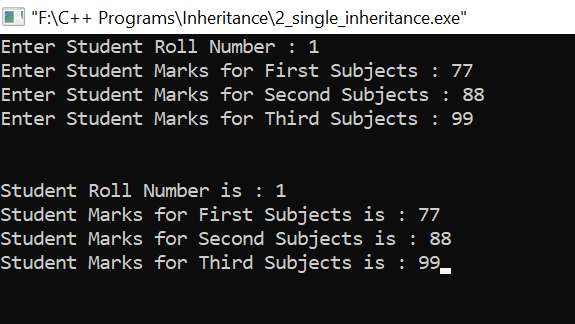 "F:\C++ Programs\Inheritance\2_single_inheritance.exe"
Enter Student Roll Number : 1
Enter Student Marks for First Subjects : 77
Enter Student Marks for Second Subjects : 88
Enter Student Marks for Third Subjects : 99
Student Roll Number is : 1
Student Marks for First Subjects is : 77
Student Marks for Second Subjects is : 88
Student Marks for Third Subjects is : 99